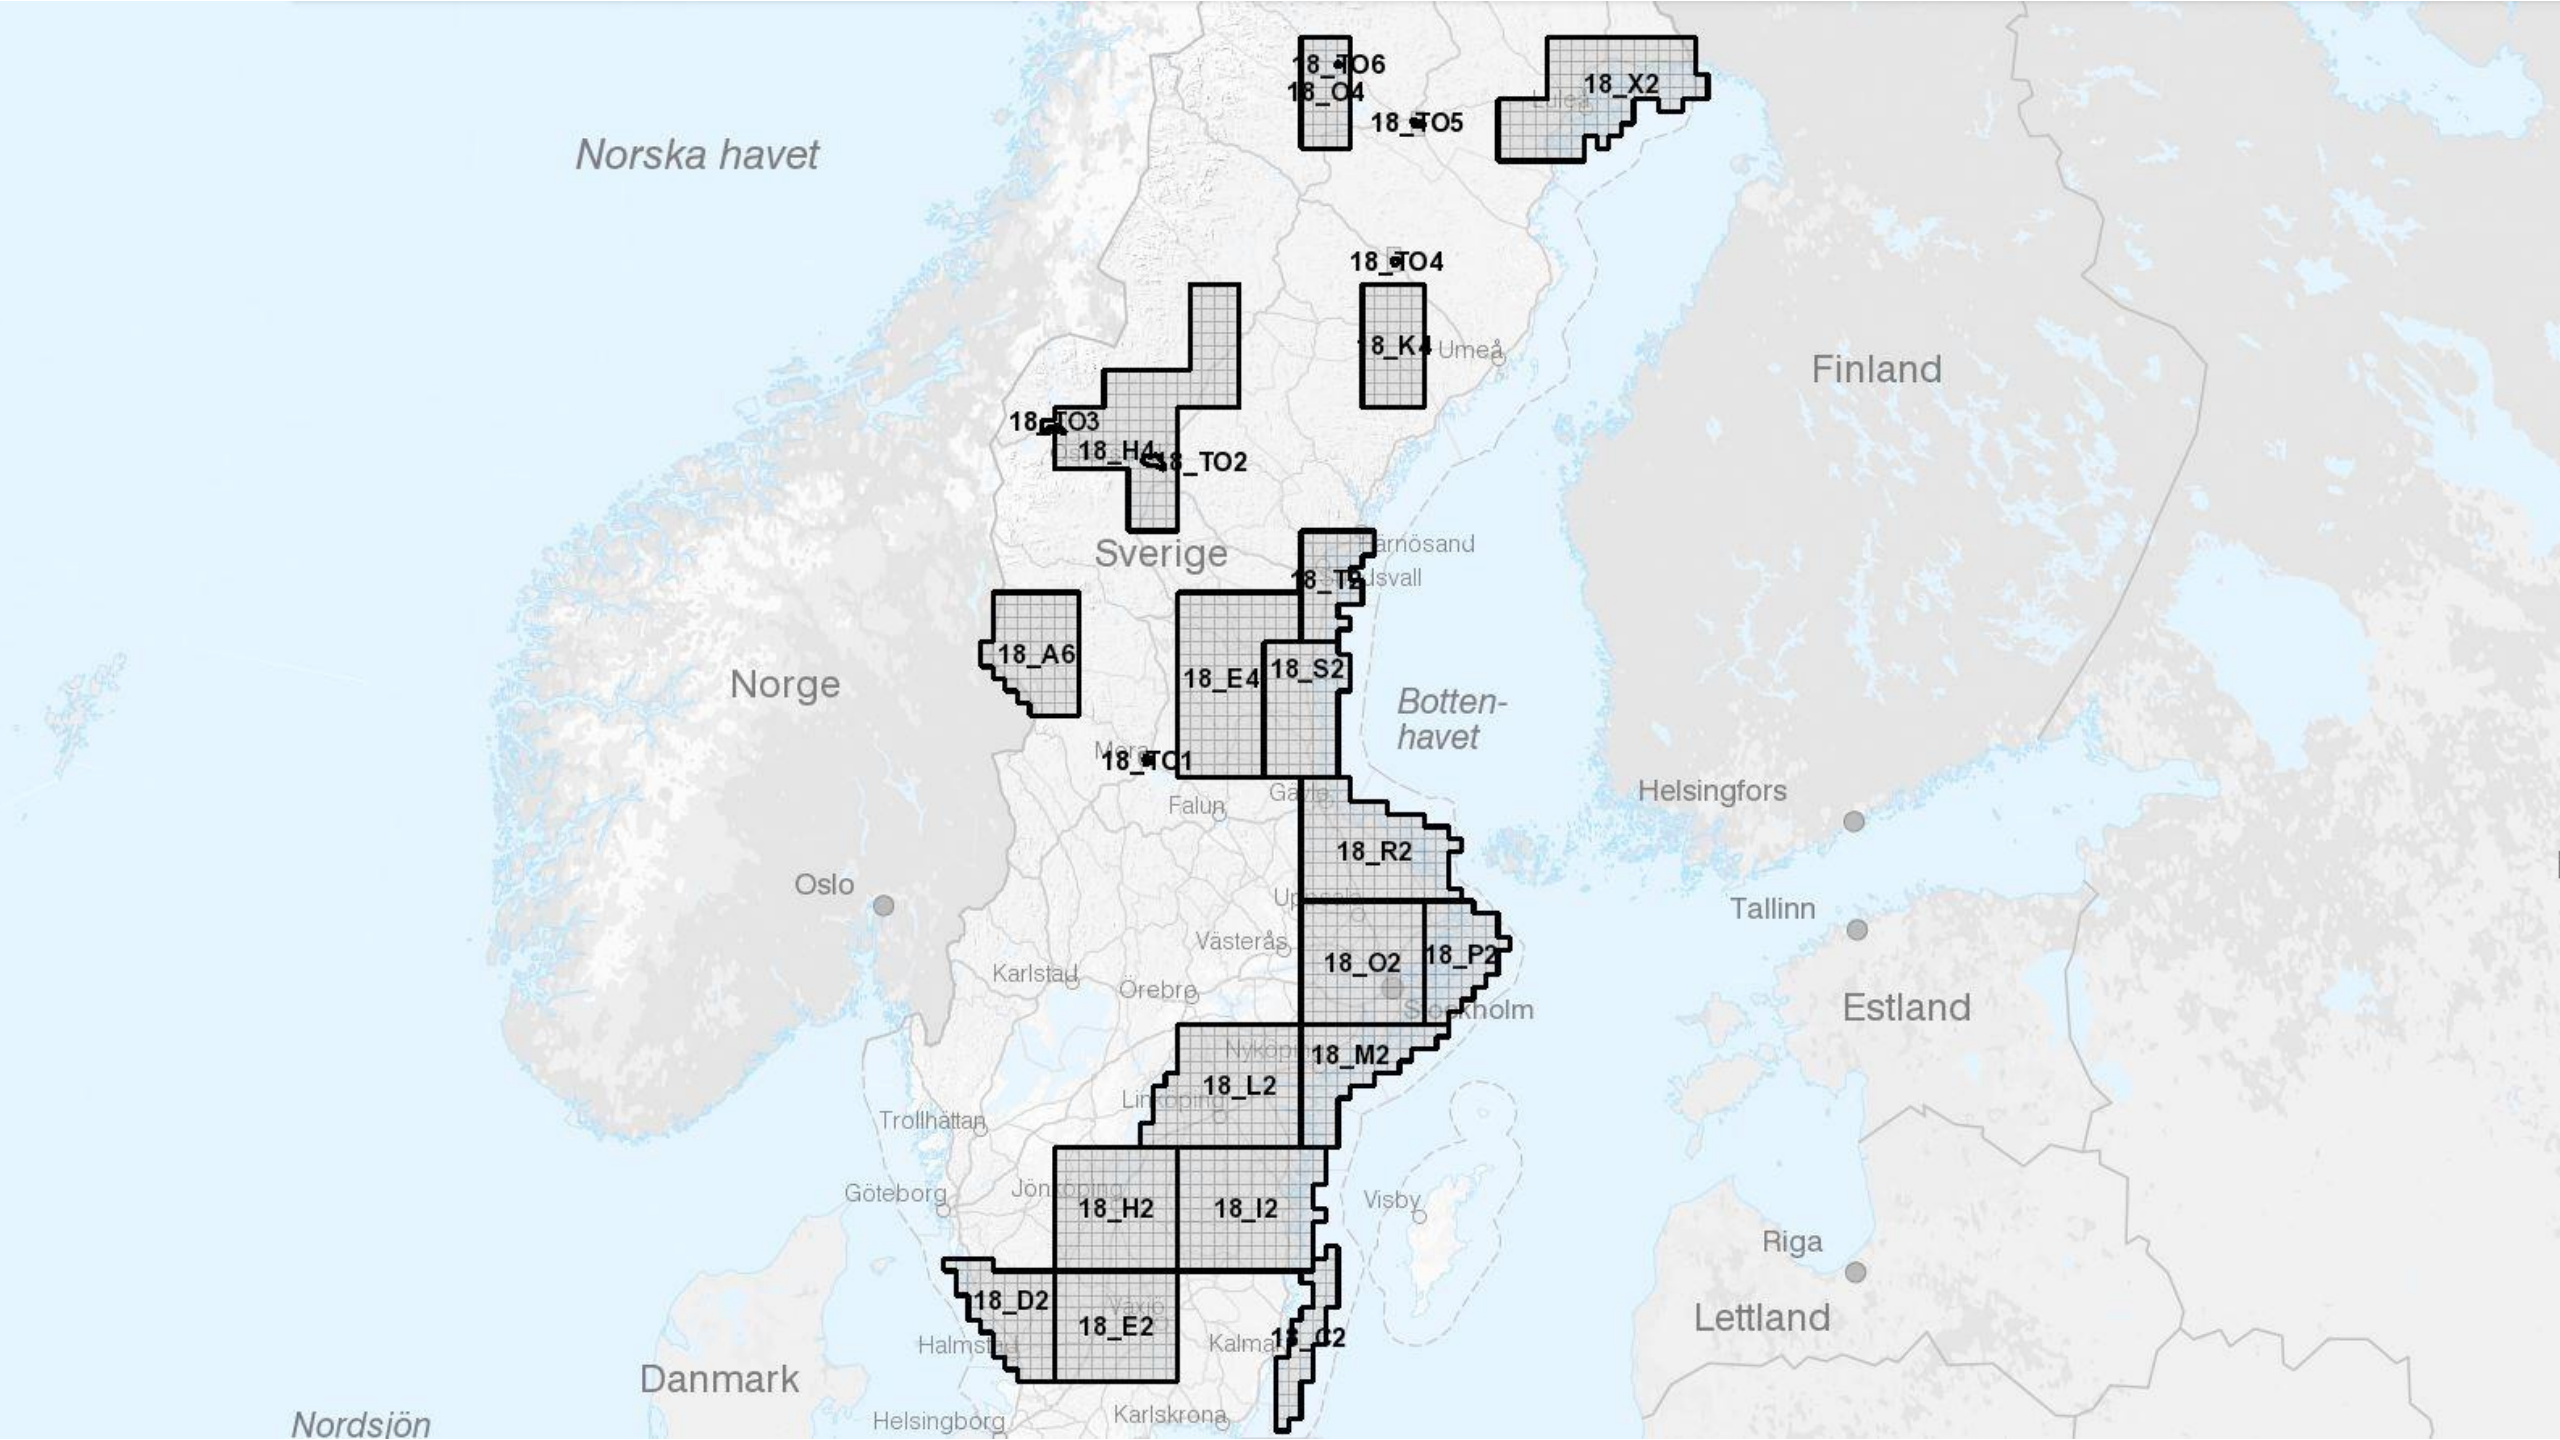 18_TO6
18_O4
18_X2
Luleå
18_TO5
Norska havet
18_TO4
18_K4
Umeå
Finland
18_TO3
18_H4
18_TO2
Sverige
Härnösand
18_T2
Sundsvall
18_A6
18_E4
18_S2
Norge
Botten-
havet
Mora
18_TO1
Helsingfors
Gävle
Falun
18_R2
Oslo
Uppsala
Tallinn
Västerås
18_O2
18_P2
Karlstad
Örebro
Stockholm
Estland
Nyköping
18_M2
18_L2
Linköping
Trollhättan
Jönköping
Göteborg
18_H2
18_I2
Visby
Riga
18_D2
Växjö
18_E2
Lettland
Halmstad
Kalmar
18_C2
Danmark
Helsingborg
Karlskrona
Nordsjön